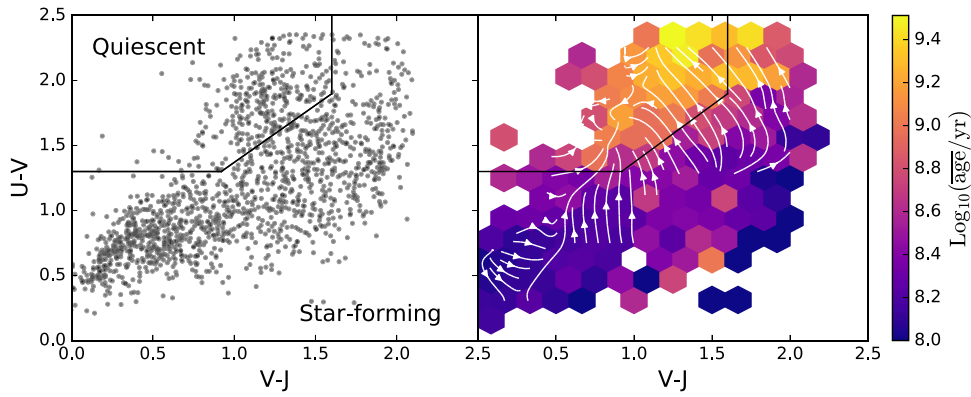 Quiescent
Star-forming
U-V
2.5
2.0
1.5
1.0
0.5
0.0
0.0 0.5 1.0 1.5 2.0 2.5 0.5 1.0 1.5 2.0 2.5
V-J V-J
9.4
9.2
9.0
8.8
8.6
8.4
8.2
8.0
Log₁₀(a̅g̅e̅/yr)